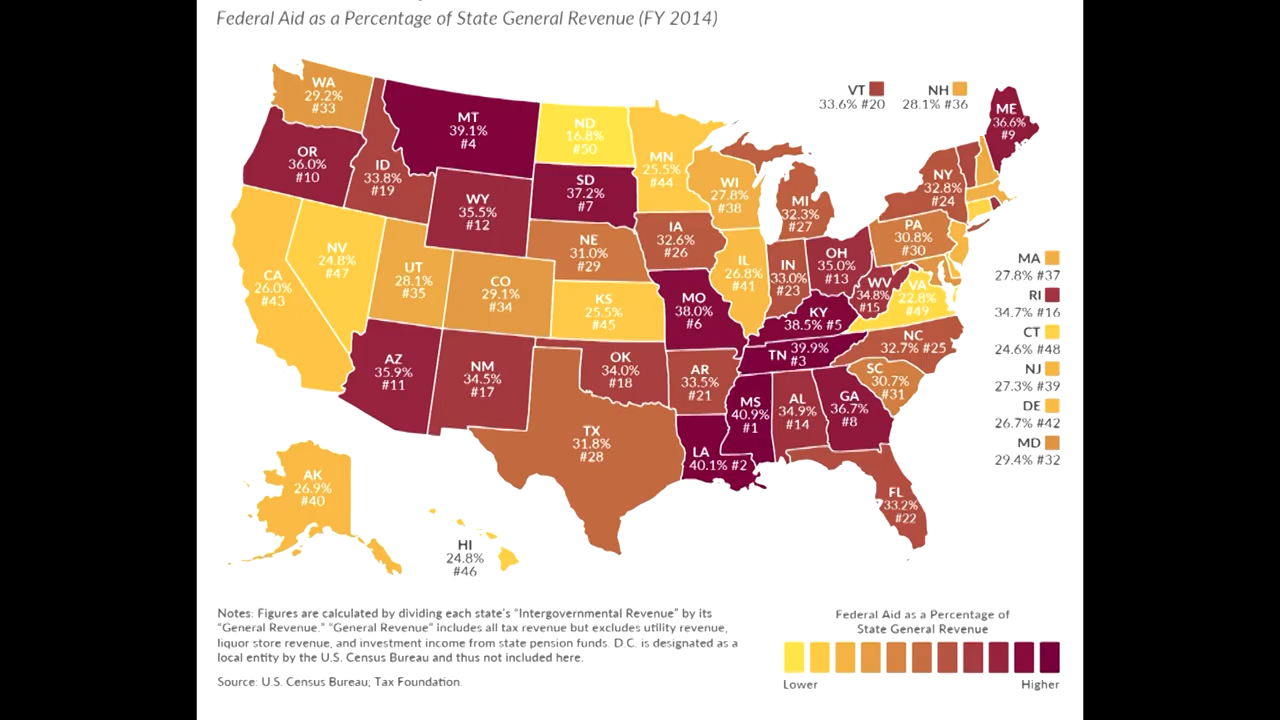 Federal Aid as a Percentage of State General Revenue (FY 2014)
WA
29.2%
#33
OR
36.0%
#10
CA
26.0%
#43
NV
24.8%
#47
ID
33.8%
#19
MT
39.1%
#4
WY
35.5%
#12
UT
28.1%
#35
CO
29.1%
#34
AZ
35.9%
#11
NM
34.5%
#17
ND
16.8%
#50
SD
37.2%
#7
NE
31.0%
#29
KS
25.5%
#45
OK
34.0%
#18
TX
31.8%
#28
MN
25.5%
#44
IA
32.6%
#26
MO
38.0%
#6
AR
33.5%
#21
LA
40.1% #2
WI
27.8%
#38
IL
26.8%
#41
MI
32.3%
#27
IN
33.0%
#23
OH
35.0%
#13
KY
38.5% #5
TN 39.9%
#3
MS
40.9%
#1
AL
34.9%
#14
GA
36.7%
#8
FL
33.2%
#22
SC
30.7%
#31
NC
32.7% #25
VA
22.8%
#49
WV
34.8%
#15
PA
30.8%
#30
NY
32.8%
#24
ME
36.6%
#9
VT
33.6% #20
NH
28.1% #36
MA
27.8% #37
RI
34.7% #16
CT
24.6% #48
NJ
27.3% #39
DE
26.7% #42
MD
29.4% #32
AK
26.9%
#40
HI
24.8%
#46
Notes: Figures are calculated by dividing each state's "Intergovernmental Revenue" by its
"General Revenue." "General Revenue" includes all tax revenue but excludes utility revenue,
liquor store revenue, and investment income from state pension funds. D.C. is designated as a
local entity by the U.S. Census Bureau and thus not included here.
Source: U.S. Census Bureau; Tax Foundation.
Federal Aid as a Percentage of
State General Revenue
Lower
Higher